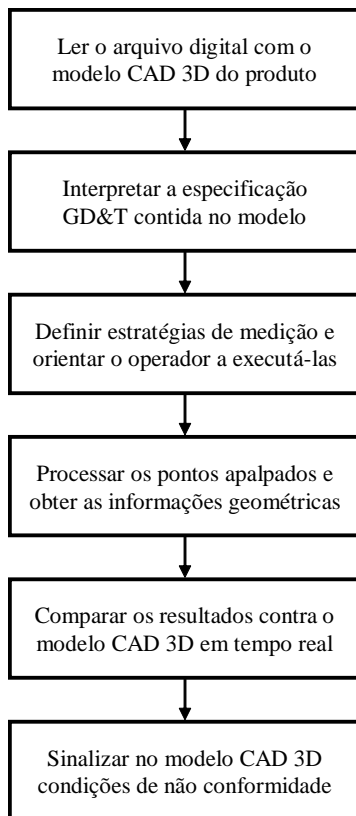 Ler o arquivo digital com o
modelo CAD 3D do produto
Interpretar a especificação
GD&T contida no modelo
Definir estratégias de medição e
orientar o operador a executá-las
Processar os pontos apalpados e
obter as informações geométricas
Comparar os resultados contra o
modelo CAD 3D em tempo real
Sinalizar no modelo CAD 3D
condições de não conformidade